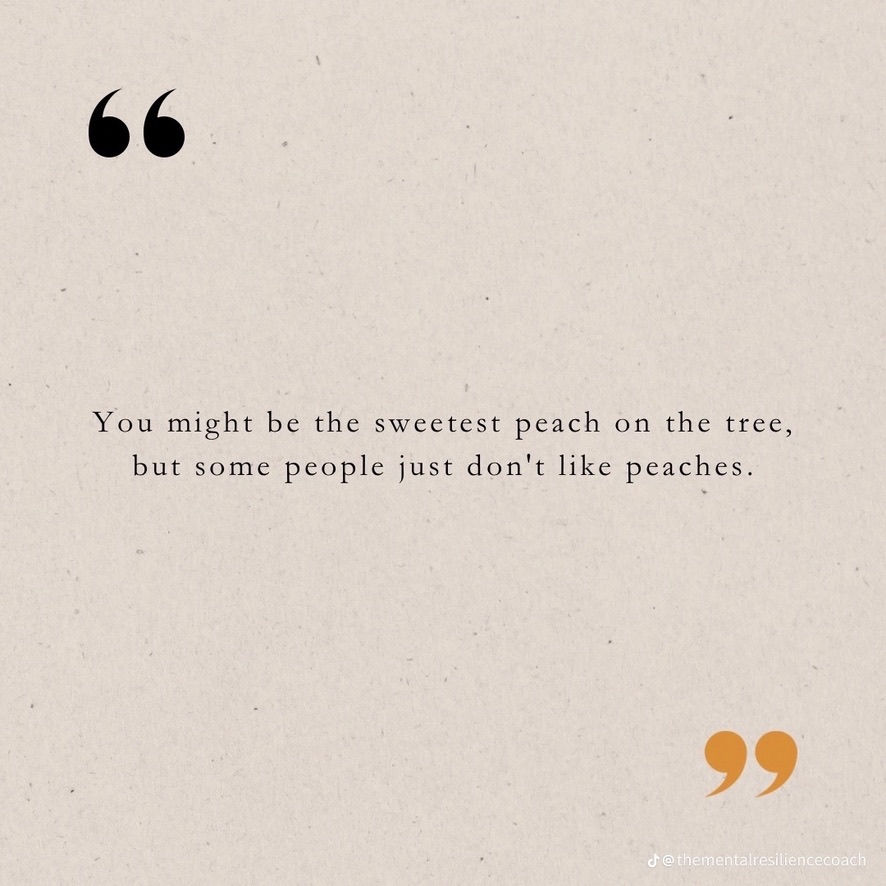 “
You might be the sweetest peach on the tree,
but some people just don't like peaches.
”
@thementalresiliencecoach